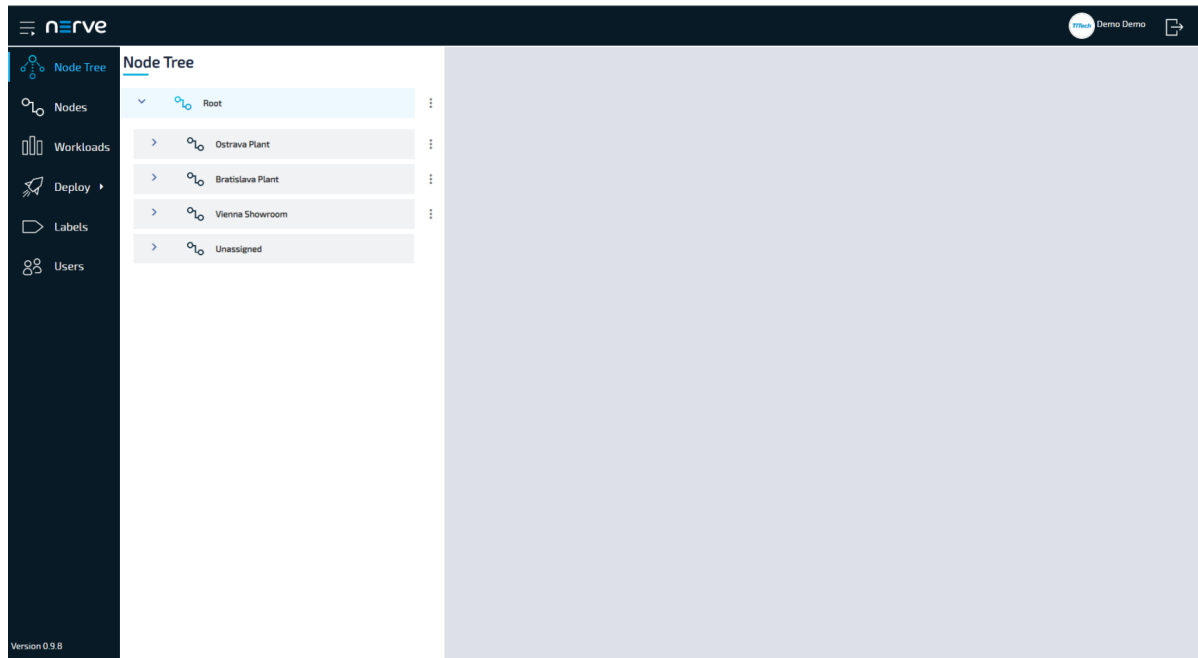 nerve
TTTech Demo Demo
Node Tree
Nodes
Workloads
Deploy
Labels
Users
Version 0.9.8
Node Tree
Root
Ostrava Plant
Bratislava Plant
Vienna Showroom
Unassigned